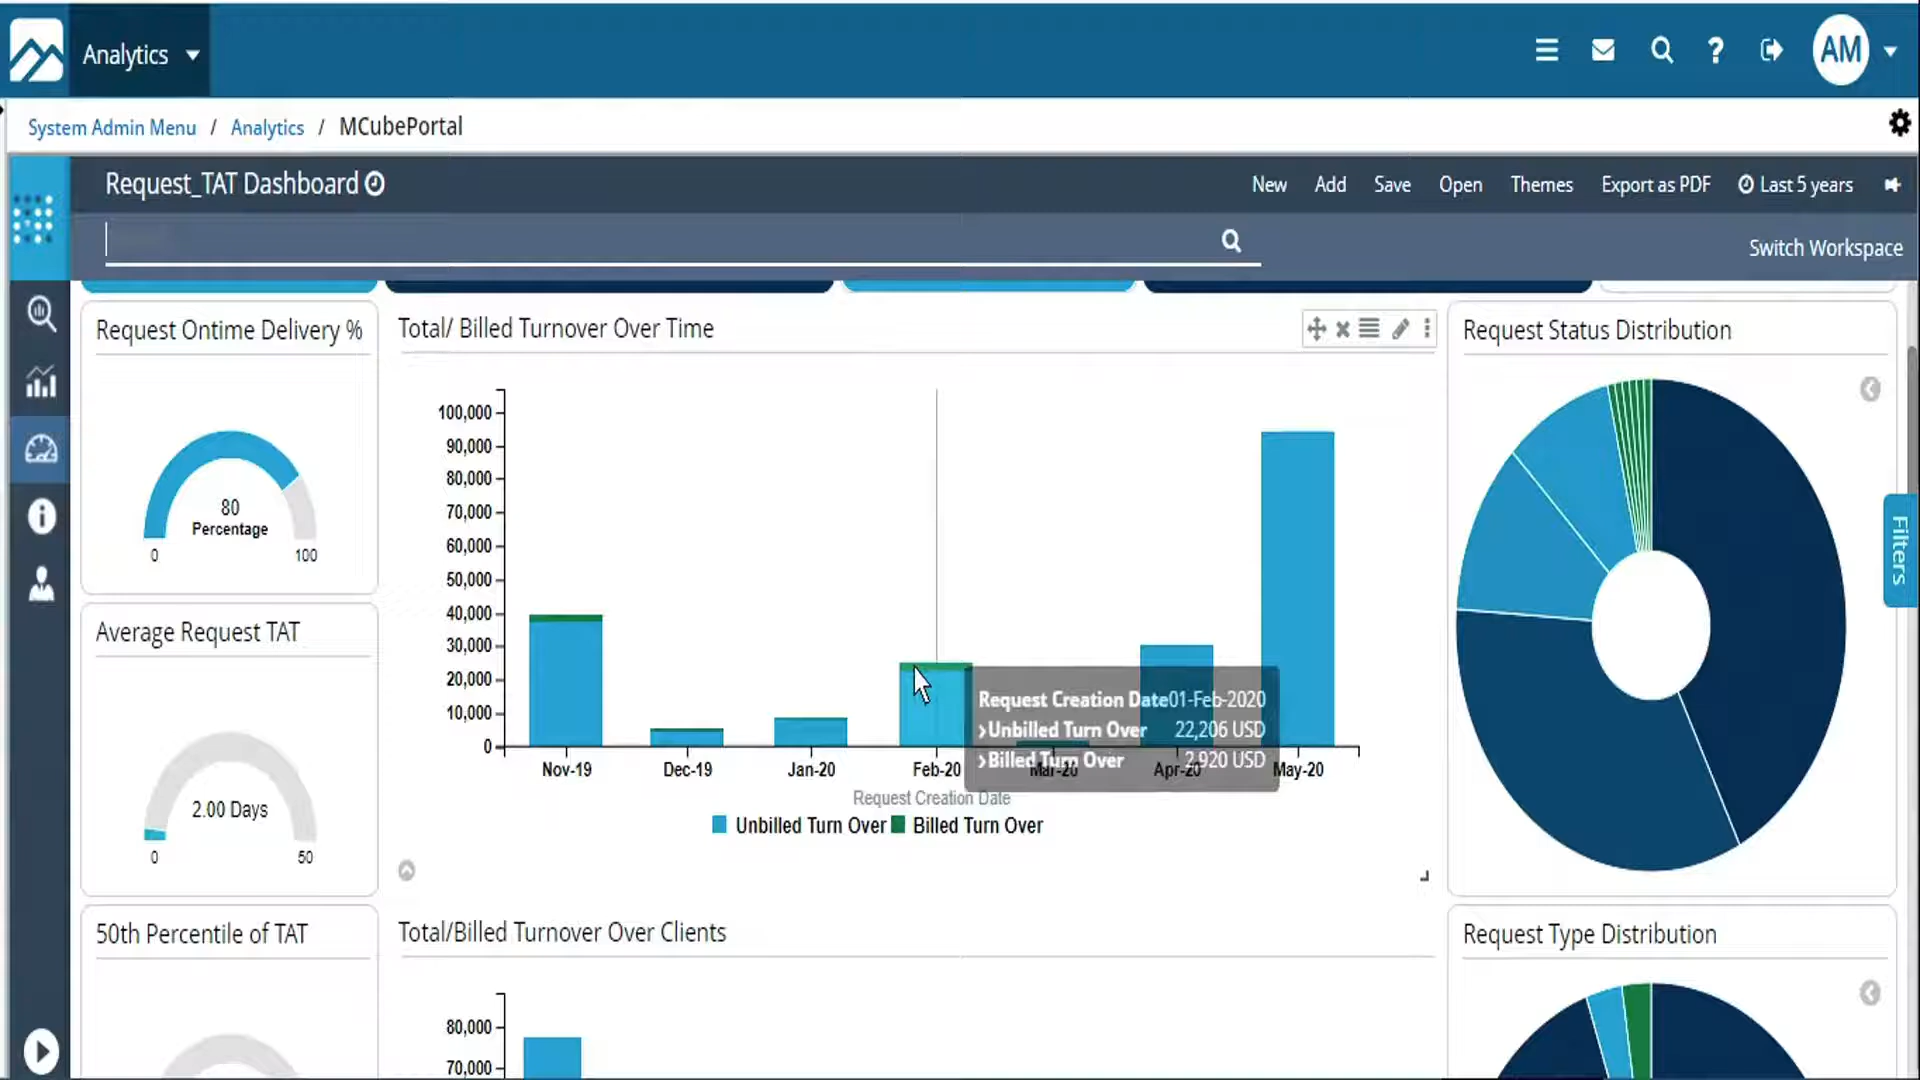 Analytics
AM
System Admin Menu / Analytics / MCubePortal
Request_TAT Dashboard
New Add Save Open Themes Export as PDF Last 5 years
Switch Workspace
Request Ontime Delivery %
80
Percentage
0 100
Average Request TAT
2.00 Days
0 50
50th Percentile of TAT
Total/ Billed Turnover Over Time
100,000
90,000
80,000
70,000
60,000
50,000
40,000
30,000
20,000
10,000
0
Nov-19 Dec-19 Jan-20 Feb-20 Mar-20 Apr-20 May-20
Request Creation Date 01-Feb-2020
›Unbilled Turn Over 22,206 USD
›Billed Turn Over 2,920 USD
Request Creation Date
Unbilled Turn Over Billed Turn Over
Total/Billed Turnover Over Clients
80,000
70,000
Request Status Distribution
Filters
Request Type Distribution